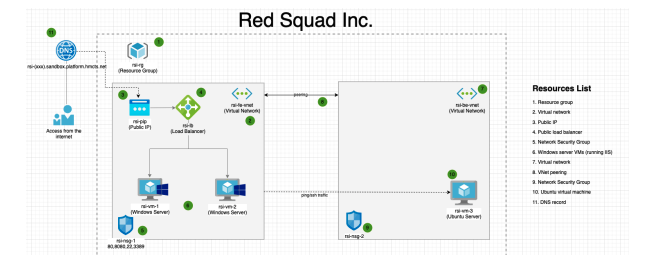 Red Squad Inc.
11
DNS
rsi-(xxx).sandbox.platform.hmcts.net
Access from the
internet
1
rsi-rg
(Resource Group)
3
rsi-pip
(Public IP)
4
rsi-lb
(Load Balancer)
rsi-fe-vnet
(Virtual Network)
2
peering
8
7
rsi-be-vnet
(Virtual Network)
rsi-vm-1
(Windows Server)
rsi-vm-2
(Windows Server)
6
ping/ssh traffic
10
rsi-vm-3
(Ubuntu Server)
5
rsi-nsg-1
80,8080,22,3389
9
rsi-nsg-2
Resources List
1. Resource group
2. Virtual network
3. Public IP
4. Public load balancer
5. Network Security Group
6. Windows server VMs (running IIS)
7. Virtual network
8. VNet peering
9. Network Security Group
10. Ubuntu virtual machine
11. DNS record